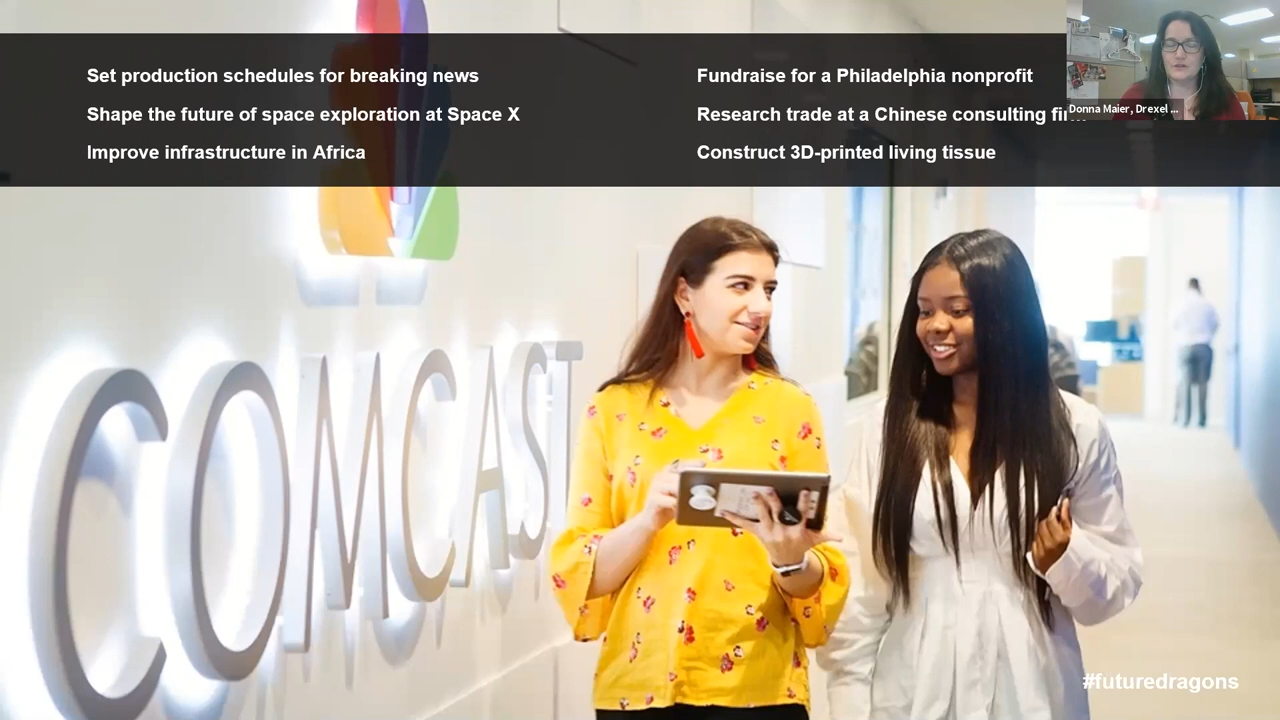 Set production schedules for breaking news
Shape the future of space exploration at Space X
Improve infrastructure in Africa
Fundraise for a Philadelphia nonprofit
Research trade at a Chinese consulting
Construct 3D-printed living tissue
Donna Maier, Drexel ...
COMCAST
#futuredragons